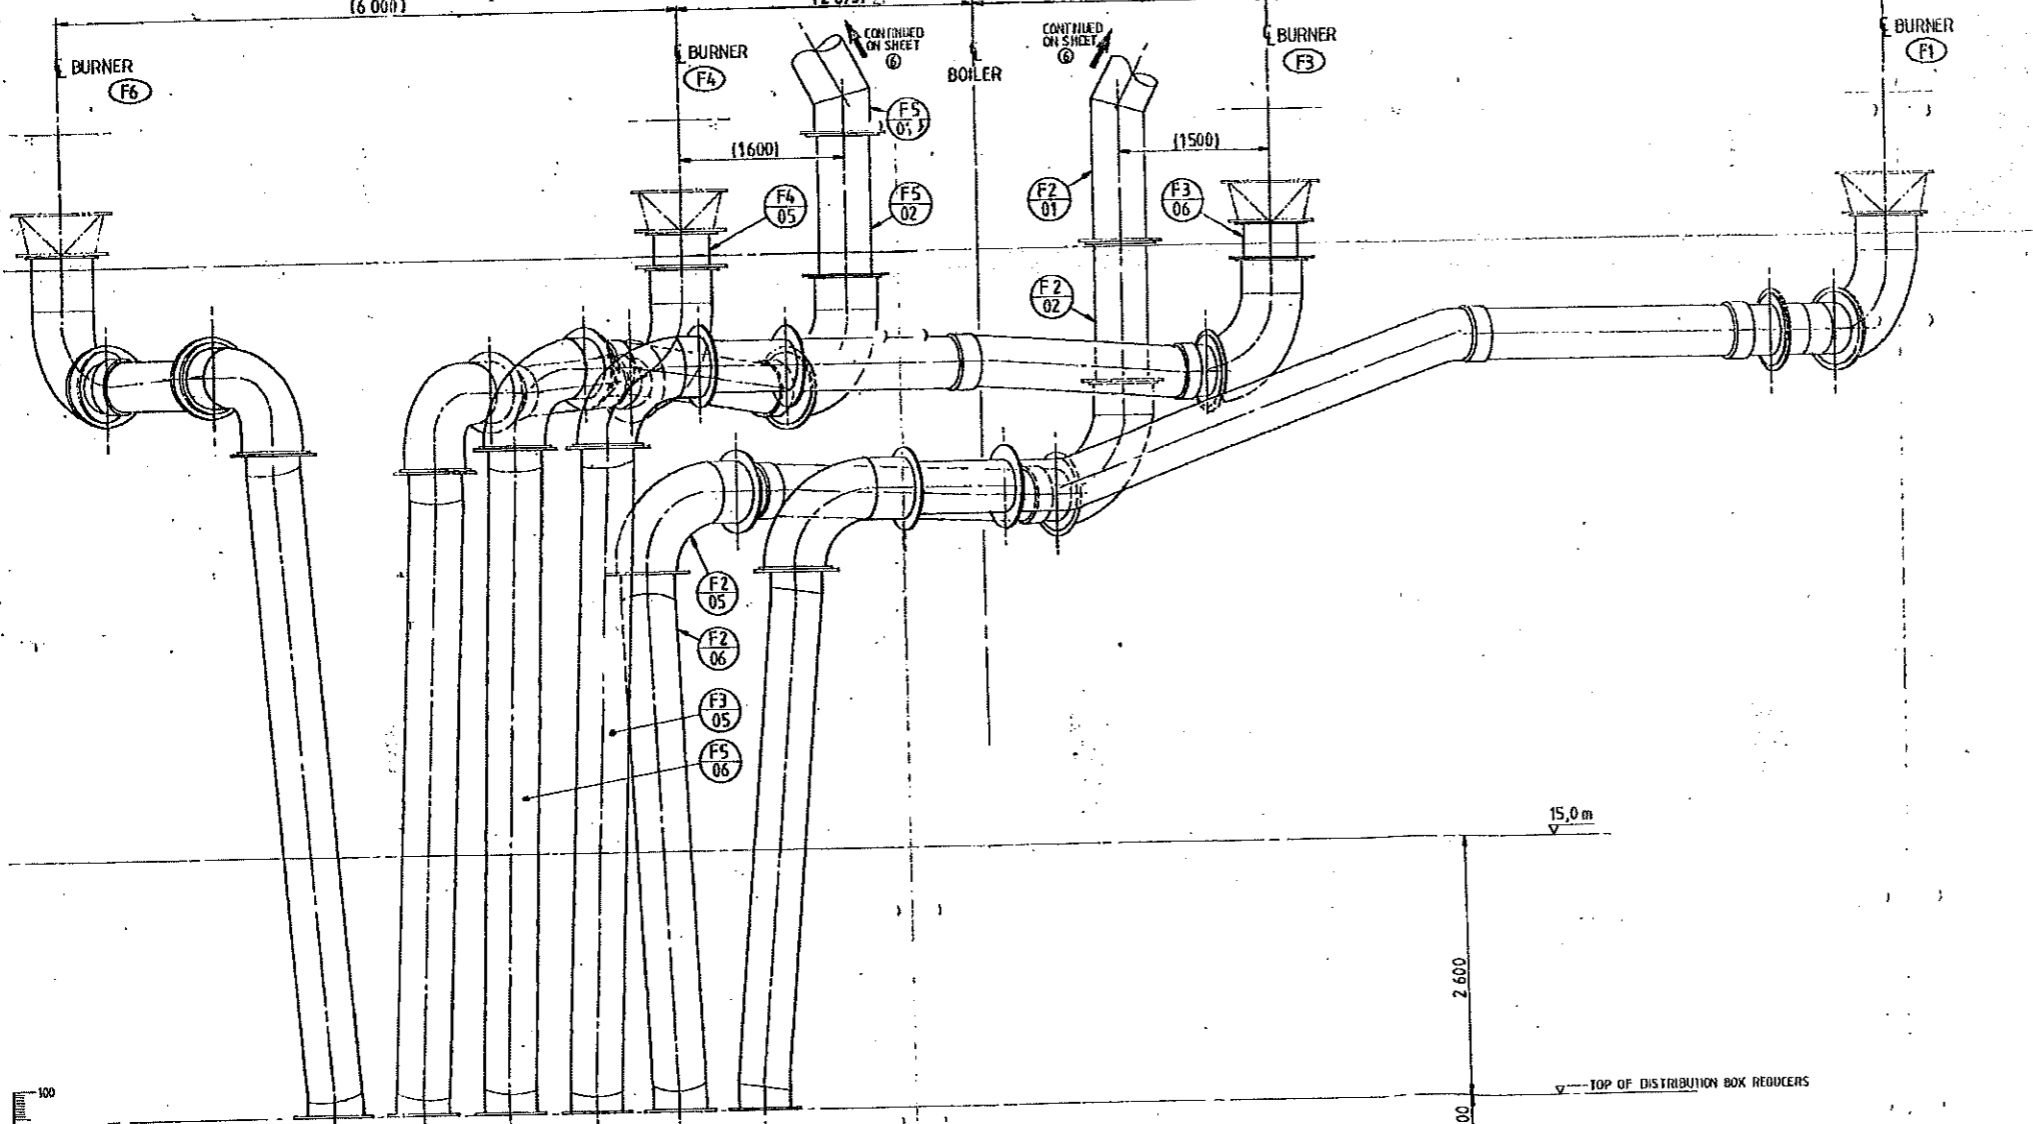 (6 000)
℄ BURNER
F6
℄ BURNER
F4
CONTINUED
ON SHEET
6
℄
BOILER
CONTINUED
ON SHEET
6
℄ BURNER
F3
℄ BURNER
F1
F5
(1600)
(1500)
F4
05
F5
02
F2
01
F3
06
F2
02
F2
05
F2
06
F3
05
F5
06
15,0 m
2 600
100
TOP OF DISTRIBUTION BOX REDUCERS